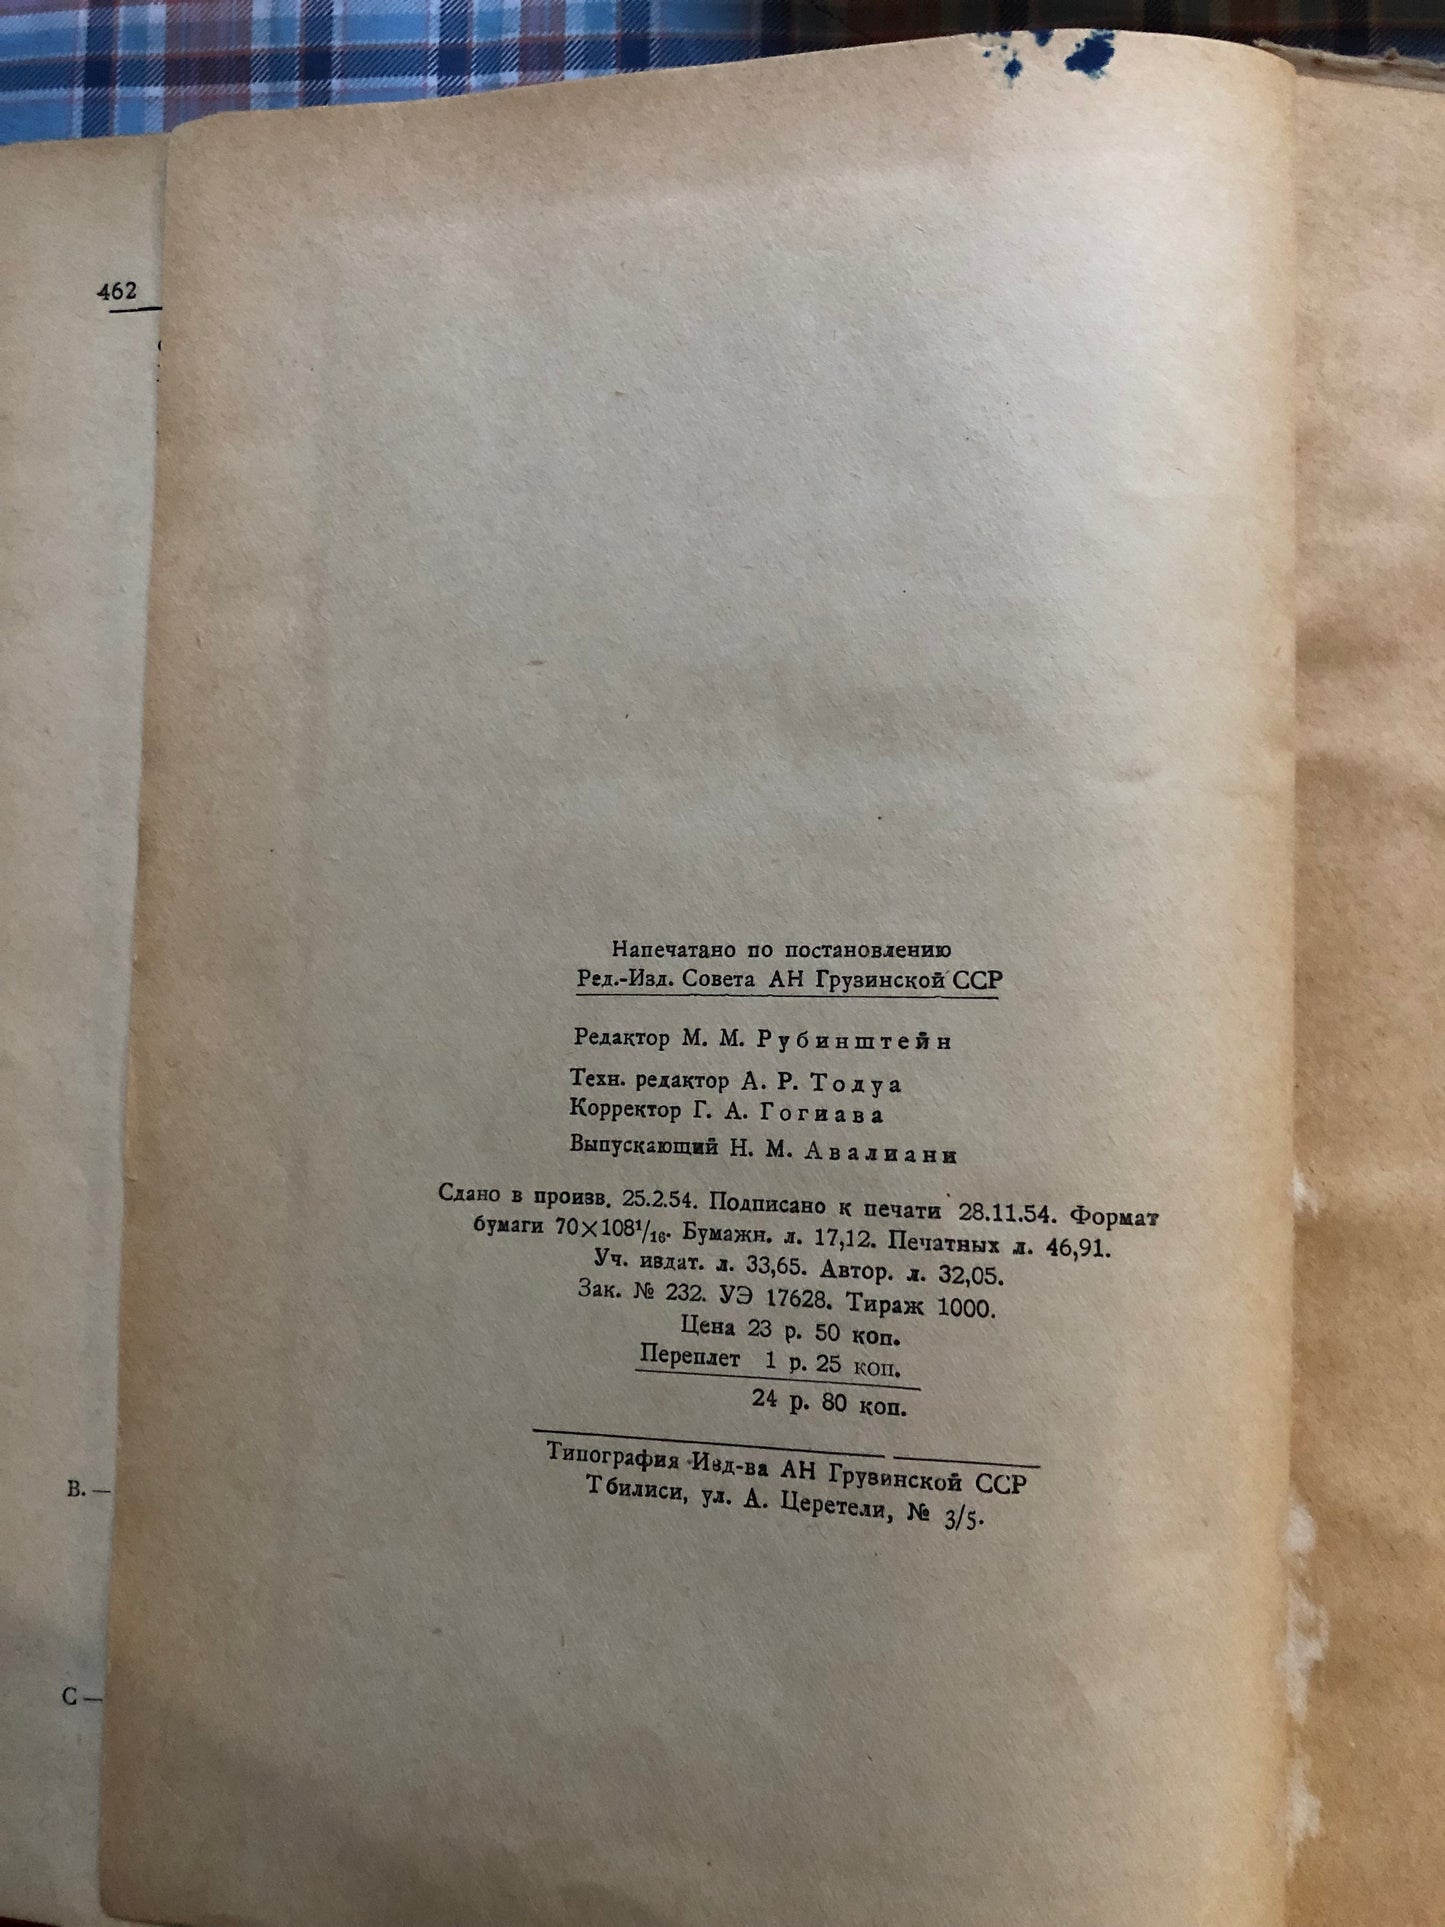 462
В. —
С —
Напечатано по постановлению
Ред.-Изд. Совета АН Грузинской ССР
Редактор М. М. Рубинштейн
Техн. редактор А. Р. Тодуа
Корректор Г. А. Гогиава
Выпускающий Н. М. Авалиани
Сдано в произв. 25.2.54. Подписано к печати 28.11.54. Формат
бумаги 70×108¹/₁₆. Бумажн. л. 17,12. Печатных л. 46,91.
Уч. издат. л. 33,65. Автор. л. 32,05.
Зак. № 232. УЭ 17628. Тираж 1000.
Цена 23 р. 50 коп.
Переплет 1 р. 25 коп.
24 р. 80 коп.
Типография Изд-ва АН Грузинской ССР
Тбилиси, ул. А. Церетели, № 3/5.